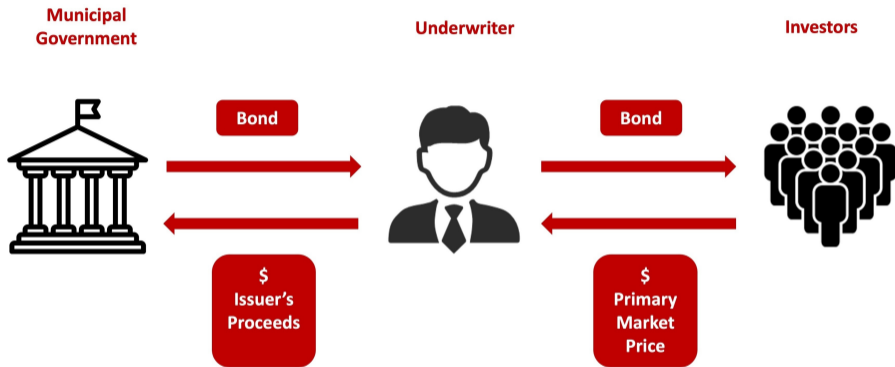 Municipal
Government
Underwriter
Investors
Bond
Bond
$
Issuer's
Proceeds
$
Primary
Market
Price